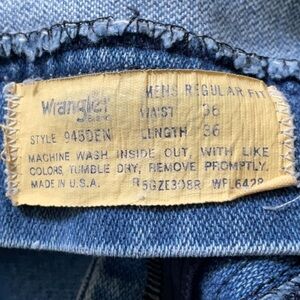 MENS REGULAR FIT
Wrangler
WAIST 36
STYLE 945DEN LENGTH 36
MACHINE WASH INSIDE OUT, WITH LIKE
COLORS, TUMBLE DRY, REMOVE PROMPTLY.
MADE IN U.S.A. WPL6429